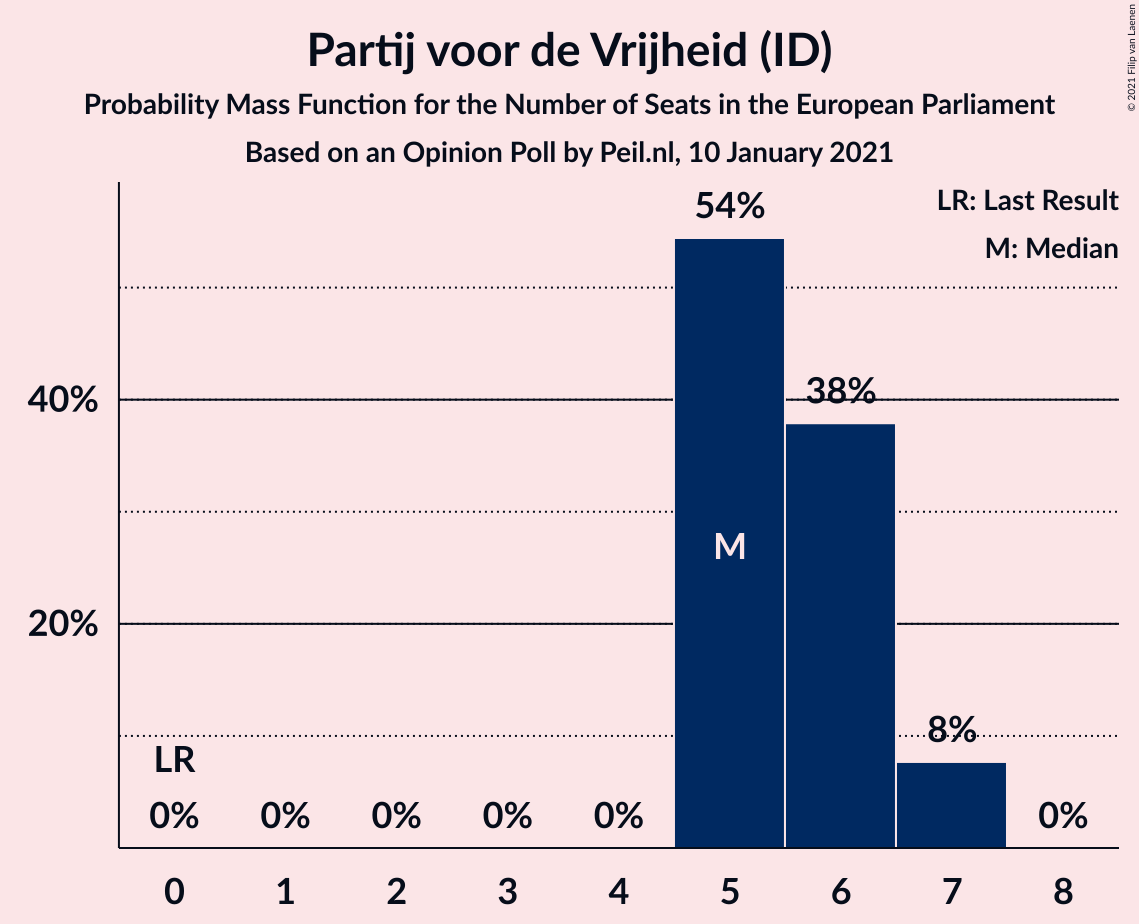 Partij voor de Vrijheid (ID)
Probability Mass Function for the Number of Seats in the European Parliament
Based on an Opinion Poll by Peil.nl, 10 January 2021
© 2021 Filip van Laenen
LR: Last Result
M: Median
54%
40%
38%
M
20%
LR
8%
0% 0% 0% 0% 0% 0%
0 1 2 3 4 5 6 7 8